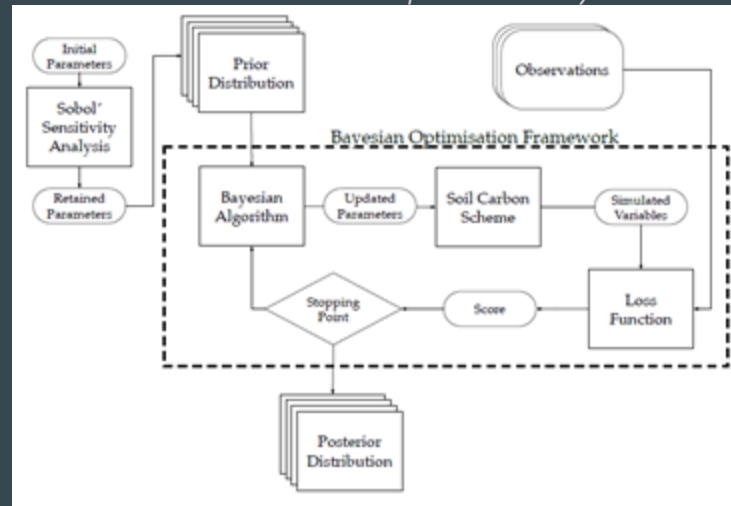 Initial
Parameters
Sobol´
Sensitivity
Analysis
Retained
Parameters
Prior
Distribution
Observations
Bayesian Optimisation Framework
Bayesian
Algorithm
Updated
Parameters
Soil Carbon
Scheme
Simulated
Variables
Stopping
Point
Score
Loss
Function
Posterior
Distribution